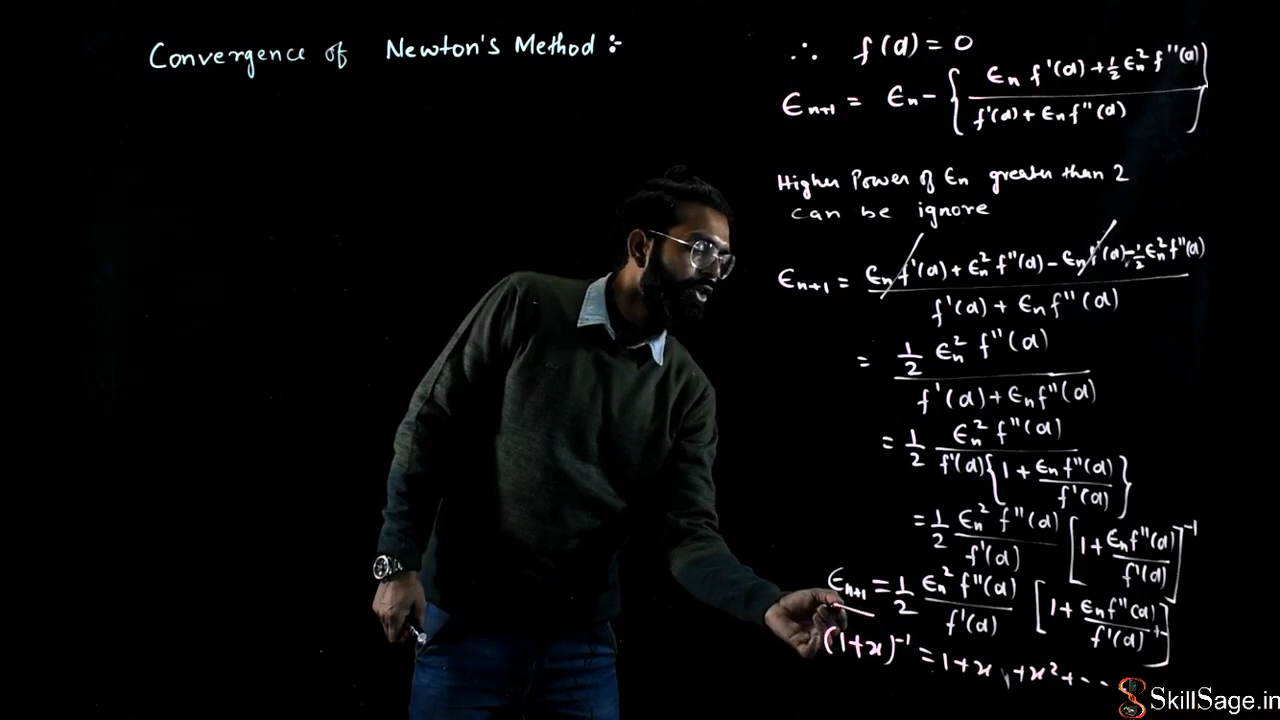 Convergence of Newton's Method :-
∴ f(α) = 0
ϵn+1 = ϵn - { ϵn f'(α) + 1/2 ϵn² f''(α) / f'(α) + ϵn f''(α) }
Higher Power of ϵn greater than 2
can be ignore
ϵn+1 = ϵn f'(α) + ϵn² f''(α) - ϵn f'(α) - 1/2 ϵn² f''(α) / f'(α) + ϵn f''(α)
= 1/2 ϵn² f''(α) / f'(α) + ϵn f''(α)
= 1/2 ϵn² f''(α) / f'(α) { 1 + ϵn f''(α) / f'(α) }
= 1/2 ϵn² f''(α) / f'(α) [ 1 + ϵn f''(α) / f'(α) ]⁻¹
ϵn+1 = 1/2 ϵn² f''(α) / f'(α) [ 1 + ϵn f''(α) / f'(α) + - ]
(1+x)⁻¹ = 1 + x + x² + ...
SkillSage.in